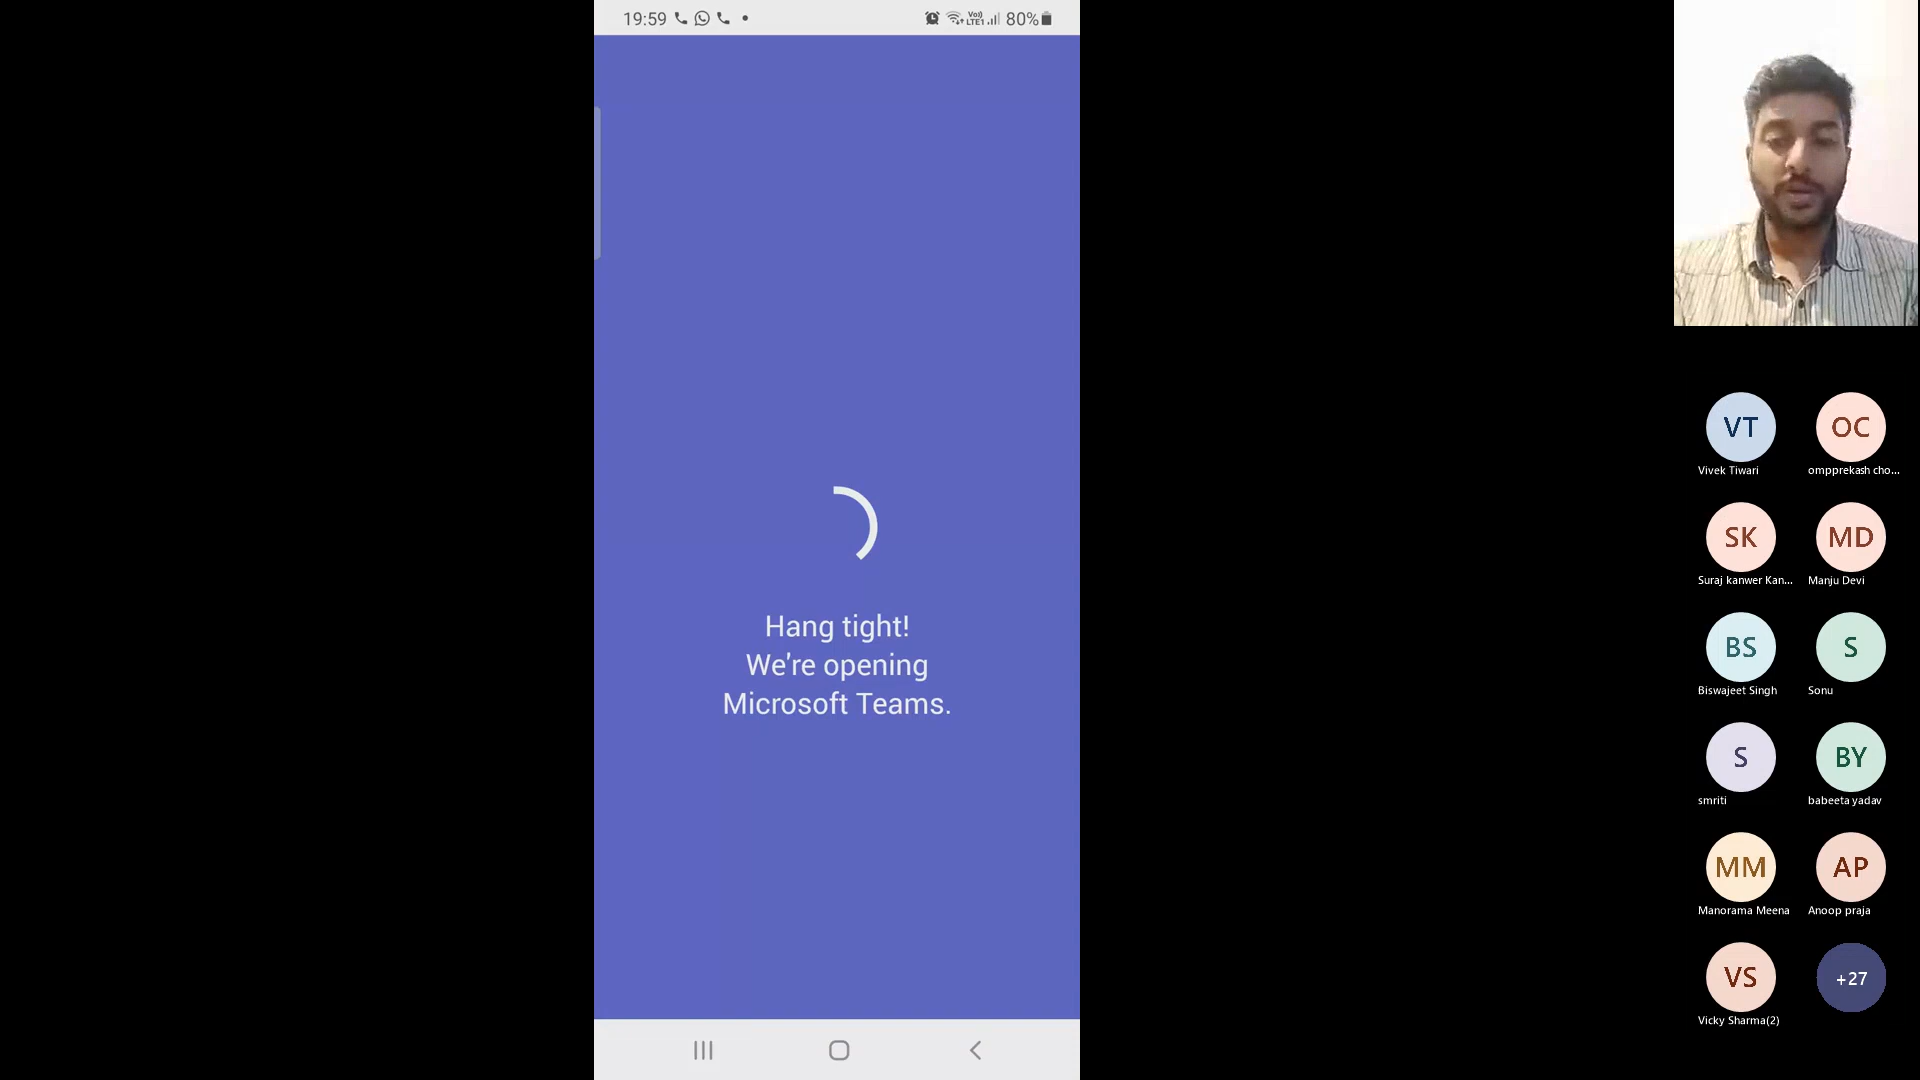 19:59
Vo))
LTE1
80%
Hang tight!
We're opening
Microsoft Teams.
VT
OC
Vivek Tiwari
ompprekash cho...
SK
MD
Suraj kanwer Kan...
Manju Devi
BS
S
Biswajeet Singh
Sonu
S
BY
smriti
babeeta yadav
MM
AP
Manorama Meena
Anoop praja
VS
+27
Vicky Sharma(2)